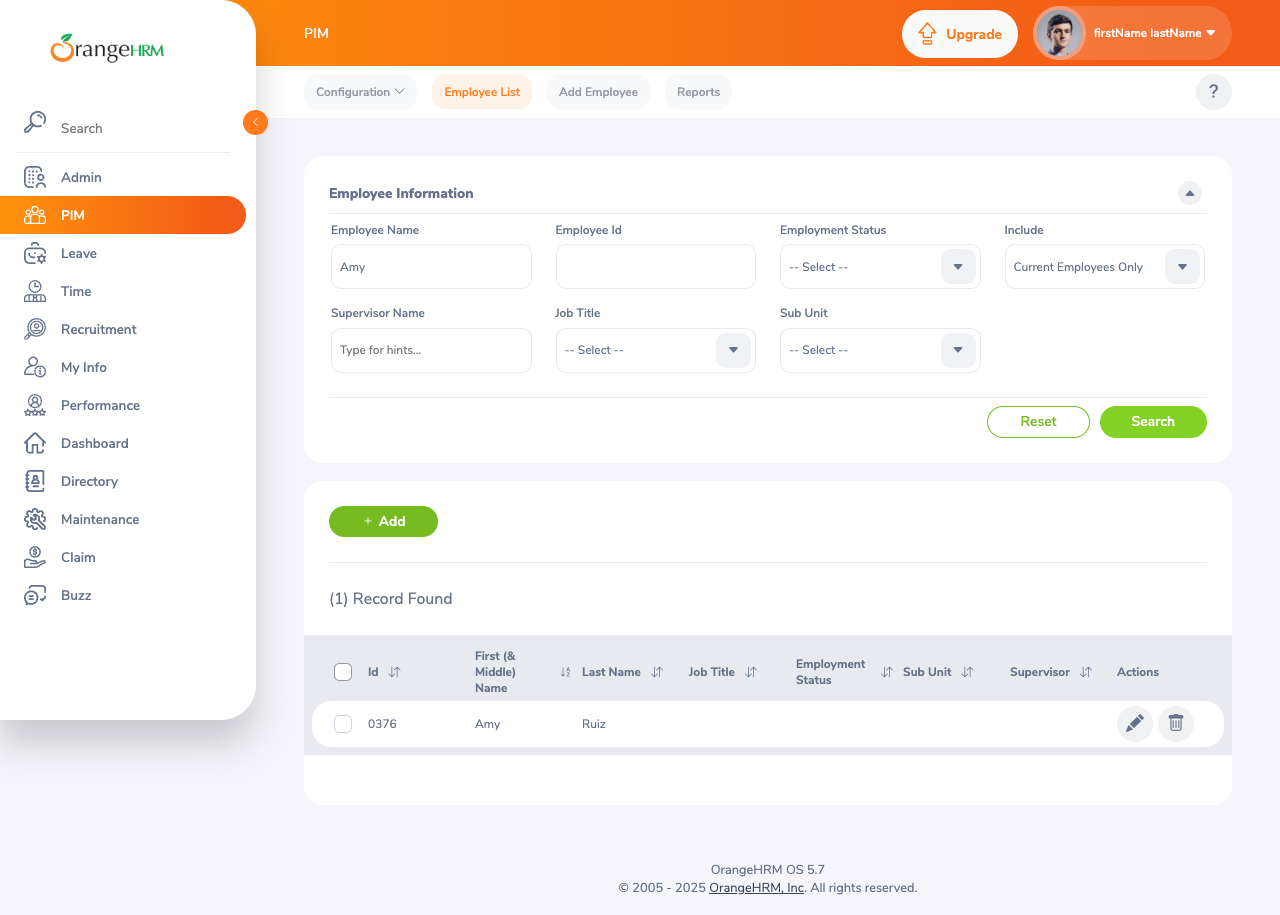 OrangeHRM
PIM
Upgrade
firstName lastName
Configuration
Employee List
Add Employee
Reports
?
Search
Admin
PIM
Leave
Time
Recruitment
My Info
Performance
Dashboard
Directory
Maintenance
Claim
Buzz
Employee Information
Employee Name
Employee Id
Employment Status
Include
Amy
-- Select --
Current Employees Only
Supervisor Name
Job Title
Sub Unit
Type for hints...
-- Select --
-- Select --
Reset
Search
+ Add
(1) Record Found
Id
First (& Middle) Name
Last Name
Job Title
Employment Status
Sub Unit
Supervisor
Actions
0376
Amy
Ruiz
OrangeHRM OS 5.7
© 2005 - 2025 OrangeHRM, Inc. All rights reserved.